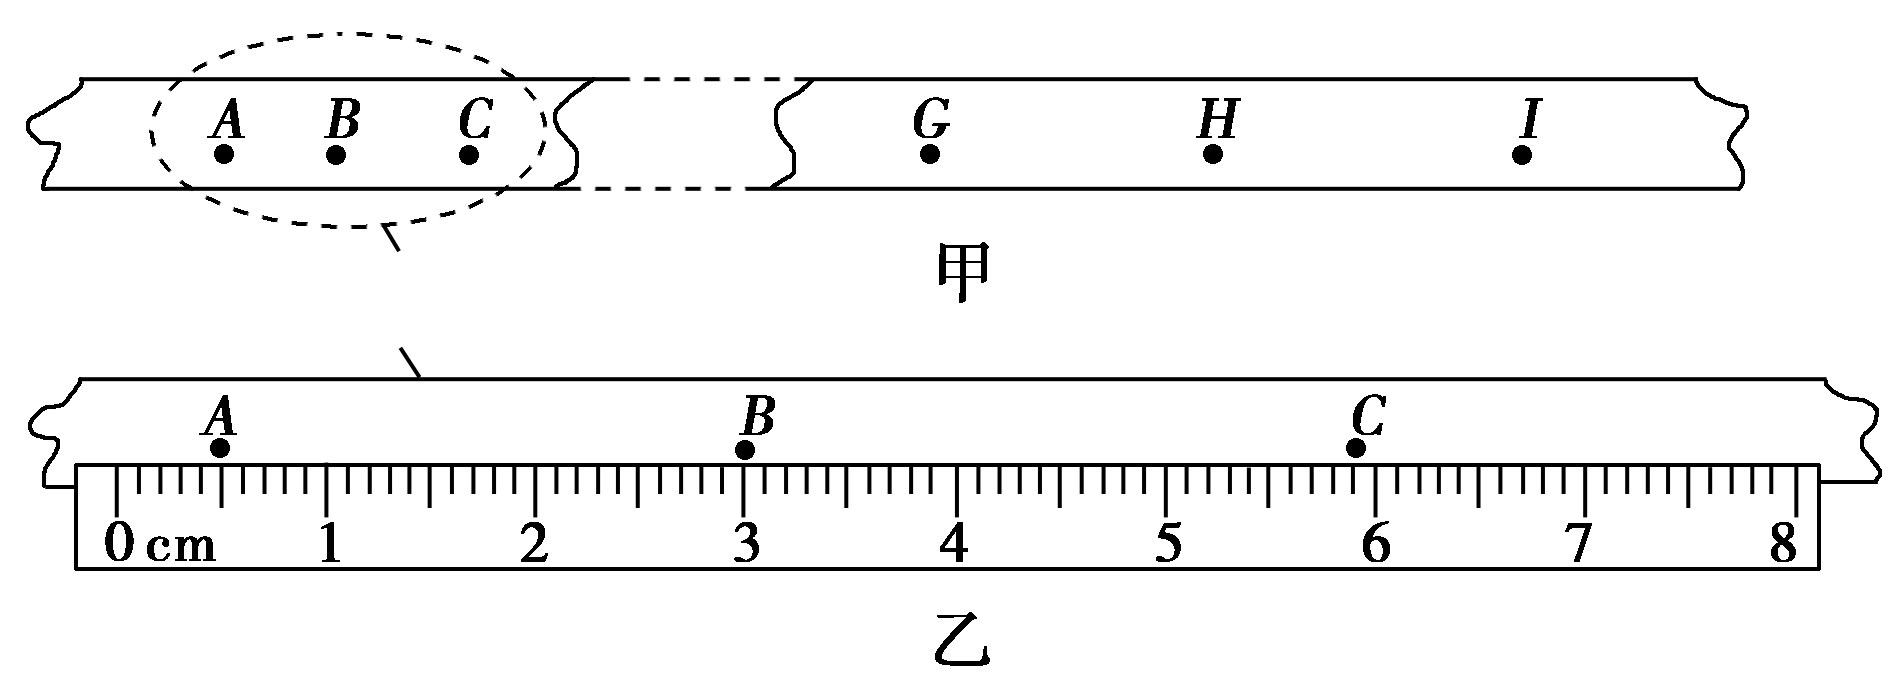 A B C G H I
甲
A B C
0 cm 1 2 3 4 5 6 7 8
乙